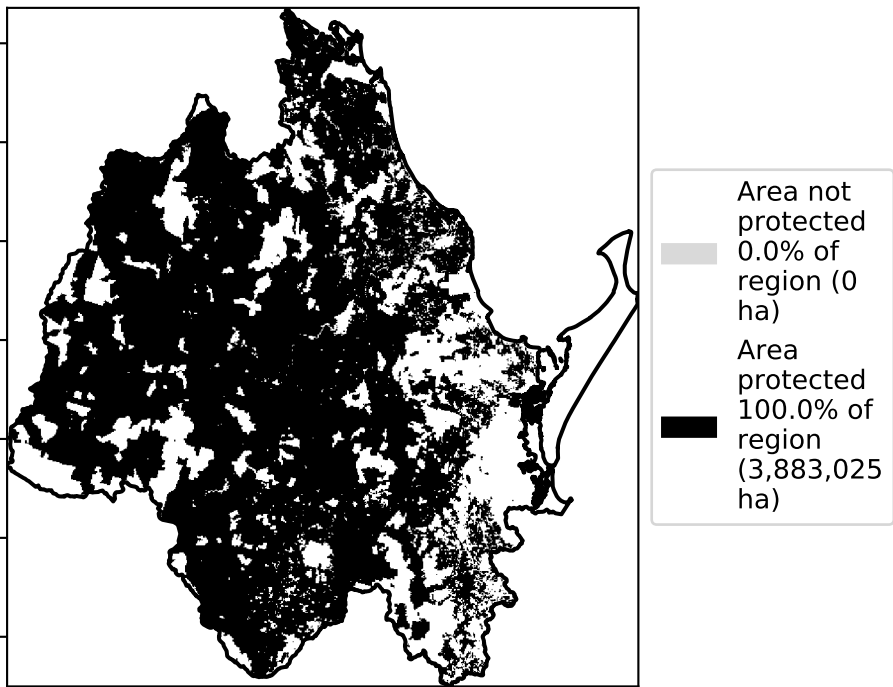 Area not
protected
0.0% of
region (0
ha)
Area
protected
100.0% of
region
(3,883,025
ha)